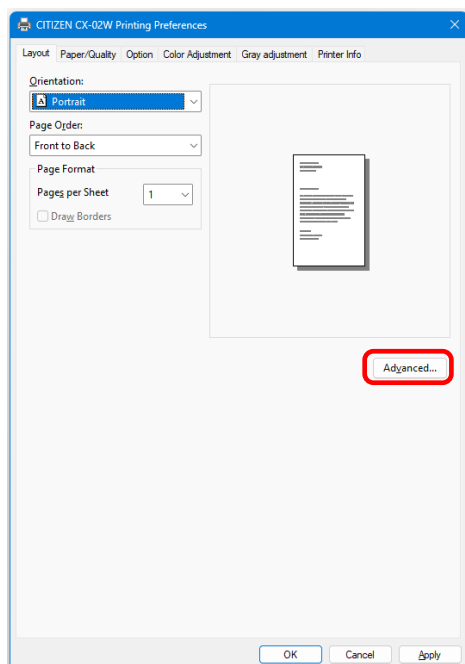 CITIZEN CX-02W Printing Preferences
Layout Paper/Quality Option Color Adjustment Gray adjustment Printer Info
Orientation:
A Portrait
Page Order:
Front to Back
Page Format
Pages per Sheet 1
Draw Borders
Advanced...
OK Cancel Apply